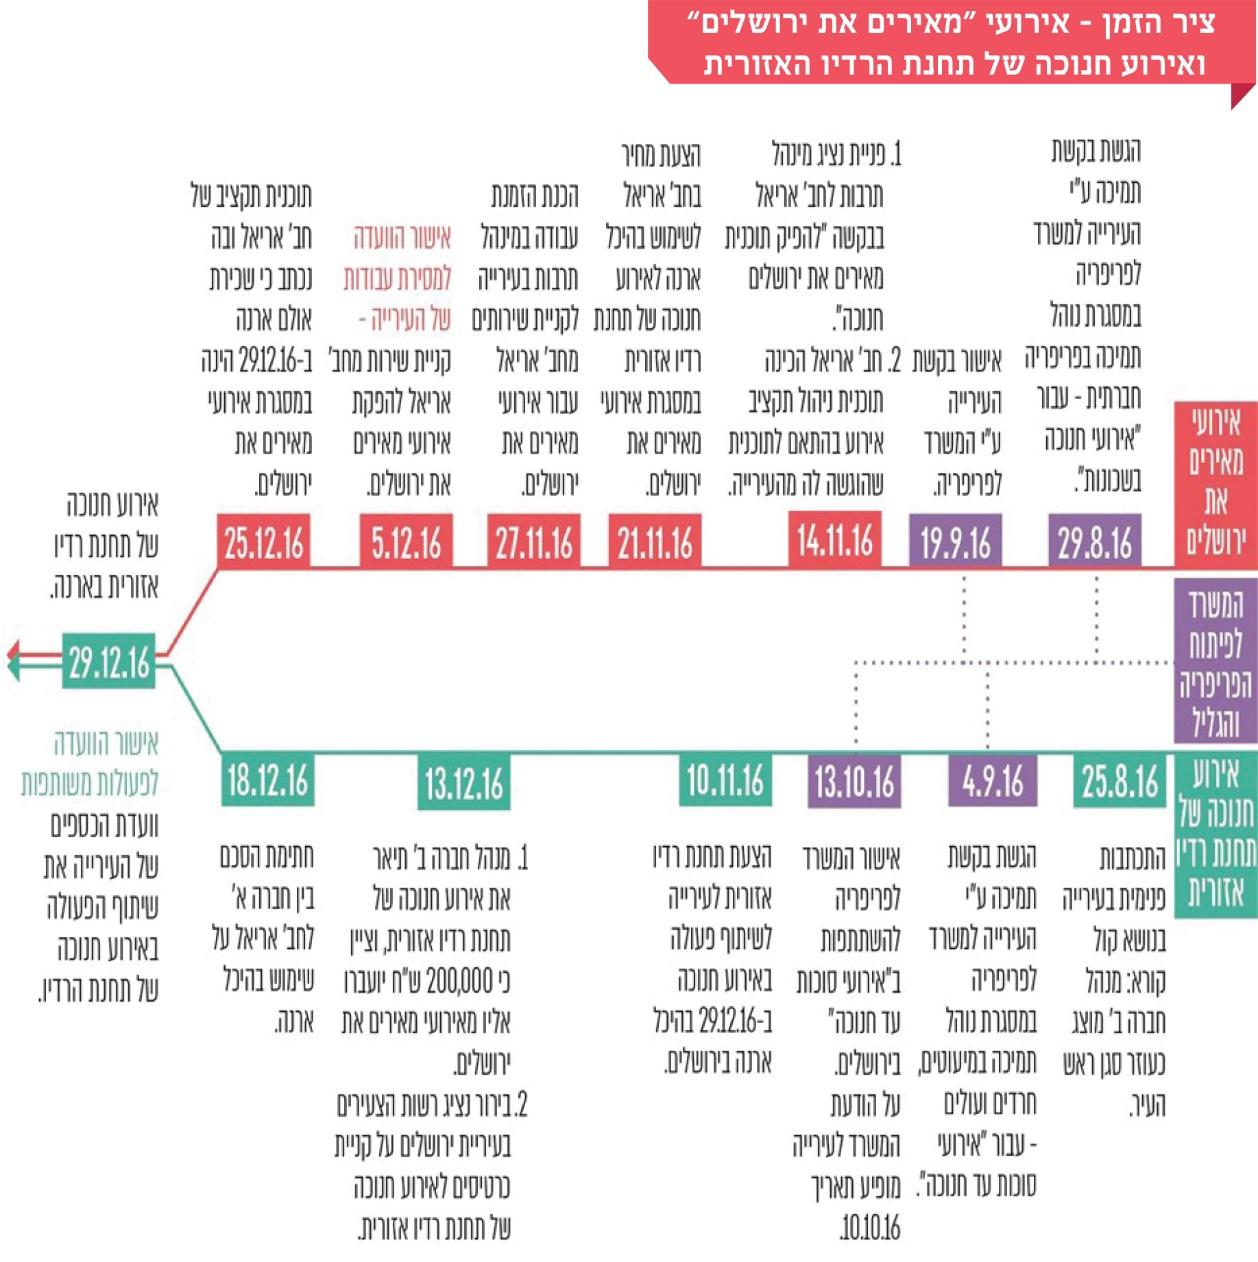 ציר הזמן - אירועי "מאירים את ירושלים"
ואירוע חנוכה של תחנת הרדיו האזורית
אירועי
מאירים
את
ירושלים
הגשת בקשת
תמיכה ע"י
העירייה למשרד
לפריפריה
במסגרת נוהל
תמיכה בפריפריה
חברתית - עבור
"אירועי חנוכה
בשכונות".
29.8.16
אישור בקשת
העירייה
ע"י המשרד
לפריפריה.
19.9.16
1. פניית נציג מינהל
תרבות לחב' אריאל
בבקשה "להפיק תוכנית
מאירים את ירושלים
חנוכה".
2. חב' אריאל הכינה
תוכנית ניהול תקציב
אירוע בהתאם לתוכנית
שהוגשה לה מהעירייה.
14.11.16
הצעת מחיר
בחב' אריאל
לשימוש בהיכל
ארנה לאירוע
חנוכה של תחנת
רדיו אזורית
במסגרת אירועי
מאירים את
ירושלים.
21.11.16
הכנת הזמנת
עבודה במינהל
תרבות בעירייה
לקניית שירותים
מחב' אריאל
עבור אירועי
מאירים את
ירושלים.
27.11.16
אישור הוועדה
למסירת עבודות
של העירייה -
קניית שירות מחב'
אריאל להפקת
אירועי מאירים
את ירושלים.
5.12.16
תוכנית תקציב של
חב' אריאל ובה
נכתב כי שכירת
אולם ארנה
ב-29.12.16 הינה
במסגרת אירועי
מאירים את
ירושלים.
25.12.16
אירוע חנוכה
של תחנת רדיו
אזורית בארנה.
29.12.16
אישור הוועדה
לפעולות משותפות
וועדת הכספים
של העירייה את
שיתוף הפעולה
באירוע חנוכה
של תחנת הרדיו.
המשרד
לפיתוח
הפריפריה
והגליל
אירוע
חנוכה של
תחנת רדיו
אזורית
25.8.16
התכתבות
פנימית בעירייה
בנושא קול
קורא: מנהל
חברה ב' מוצג
כעוזר סגן ראש
העיר.
4.9.16
הגשת בקשת
תמיכה ע"י
העירייה למשרד
לפריפריה
במסגרת נוהל
תמיכה במיעוטים,
חרדים ועולים
- עבור "אירועי
סוכות עד חנוכה".
13.10.16
אישור המשרד
לפריפריה
להשתתפות
ב"אירועי סוכות
עד חנוכה"
בירושלים.
על הודעת
המשרד לעירייה
מופיע תאריך
10.10.16.
10.11.16
הצעת תחנת רדיו
אזורית לעירייה
לשיתוף פעולה
באירוע חנוכה
ב-29.12.16 בהיכל
ארנה בירושלים.
13.12.16
1. מנהל חברה ב' תיאר
את אירוע חנוכה של
תחנת רדיו אזורית, וציין
כי 200,000 ש"ח יועברו
אליו מאירועי מאירים את
ירושלים.
2. בירור נציג רשות הצעירים
בעיריית ירושלים על קניית
כרטיסים לאירוע חנוכה
של תחנת רדיו אזורית.
18.12.16
חתימת הסכם
בין חברה א'
לחב' אריאל על
שימוש בהיכל
ארנה.